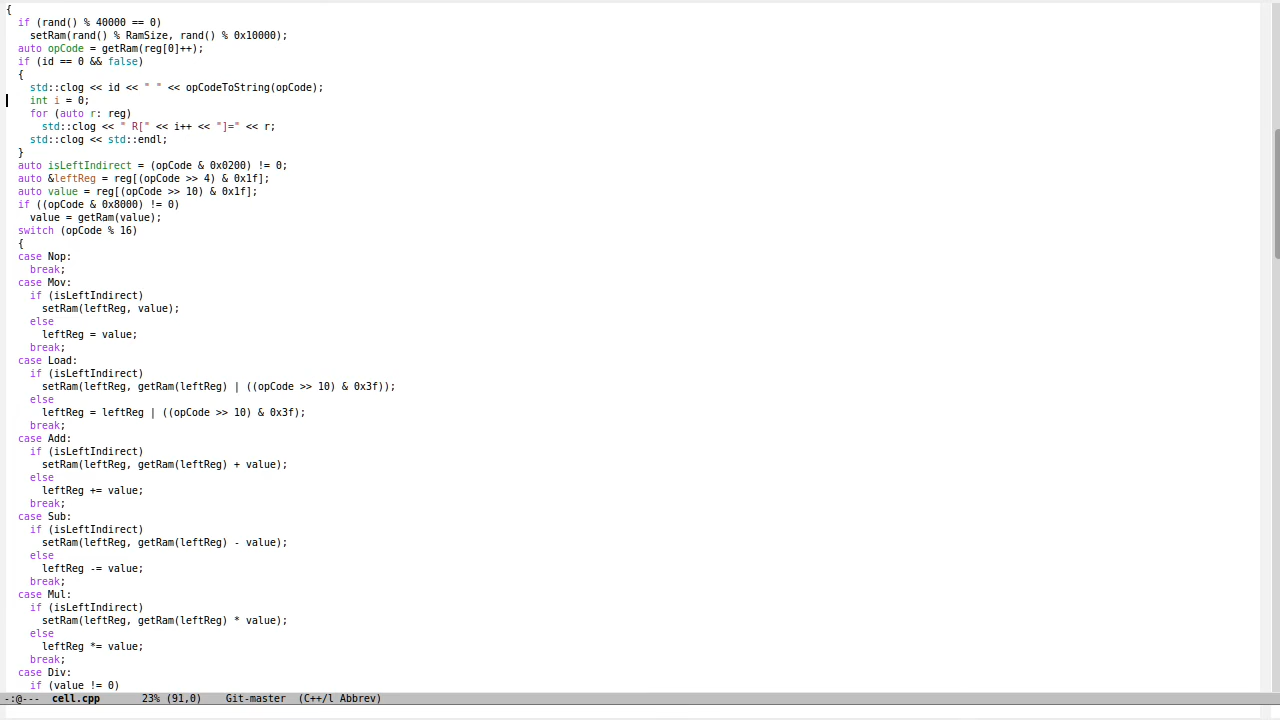 {
  if (rand() % 40000 == 0)
    setRam(rand() % RamSize, rand() % 0x10000);
  auto opCode = getRam(reg[0]++);
  if (id == 0 && false)
  {
    std::clog << id << " " << opCodeToString(opCode);
    int i = 0;
    for (auto r: reg)
      std::clog << " R[" << i++ << "]=" << r;
    std::clog << std::endl;
  }
  auto isLeftIndirect = (opCode & 0x0200) != 0;
  auto &leftReg = reg[(opCode >> 4) & 0x1f];
  auto value = reg[(opCode >> 10) & 0x1f];
  if ((opCode & 0x8000) != 0)
    value = getRam(value);
  switch (opCode % 16)
  {
  case Nop:
    break;
  case Mov:
    if (isLeftIndirect)
      setRam(leftReg, value);
    else
      leftReg = value;
    break;
  case Load:
    if (isLeftIndirect)
      setRam(leftReg, getRam(leftReg) | ((opCode >> 10) & 0x3f));
    else
      leftReg = leftReg | ((opCode >> 10) & 0x3f);
    break;
  case Add:
    if (isLeftIndirect)
      setRam(leftReg, getRam(leftReg) + value);
    else
      leftReg += value;
    break;
  case Sub:
    if (isLeftIndirect)
      setRam(leftReg, getRam(leftReg) - value);
    else
      leftReg -= value;
    break;
  case Mul:
    if (isLeftIndirect)
      setRam(leftReg, getRam(leftReg) * value);
    else
      leftReg *= value;
    break;
  case Div:
    if (value != 0)
-:@---  cell.cpp       23% (91,0)    Git-master  (C++/l Abbrev)